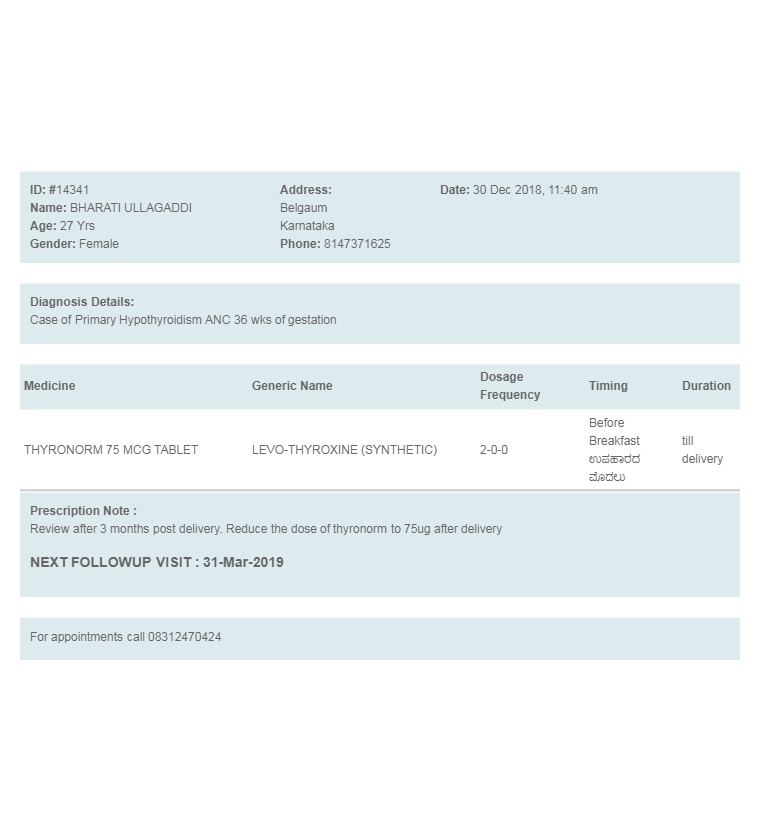 ID: #14341
Name: BHARATI ULLAGADDI
Age: 27 Yrs
Gender: Female
Address:
Belgaum
Karnataka
Phone: 8147371625
Date: 30 Dec 2018, 11:40 am
Diagnosis Details:
Case of Primary Hypothyroidism ANC 36 wks of gestation
Medicine
Generic Name
Dosage
Frequency
Timing
Duration
THYRONORM 75 MCG TABLET
LEVO-THYROXINE (SYNTHETIC)
2-0-0
Before
Breakfast
ಉಪಹಾರದ
ಮೊದಲು
till
delivery
Prescription Note :
Review after 3 months post delivery. Reduce the dose of thyronorm to 75ug after delivery
NEXT FOLLOWUP VISIT : 31-Mar-2019
For appointments call 08312470424